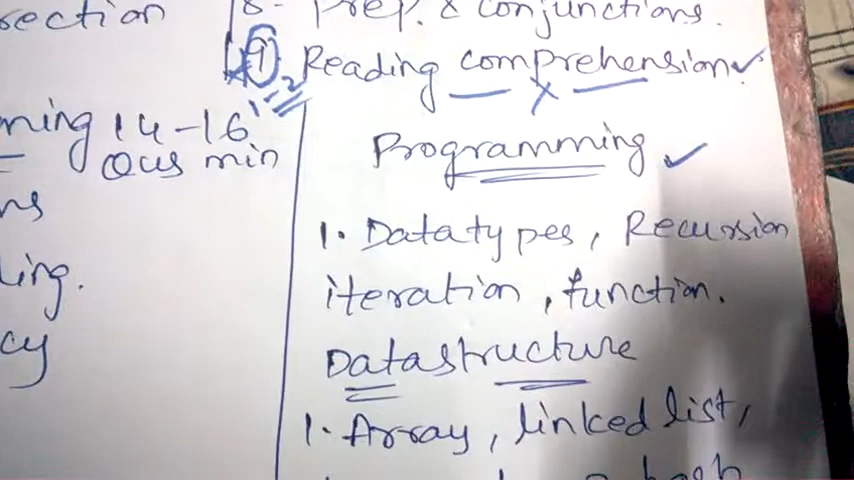 section
ming 14-16
Qus min
ns
ling.
cy
8- Prep. & Conjunctions.
9 Reading comprehension
Programming
1. Datatypes, Recursion
iteration, function.
Datastructure
1. Array, linked list,
hash